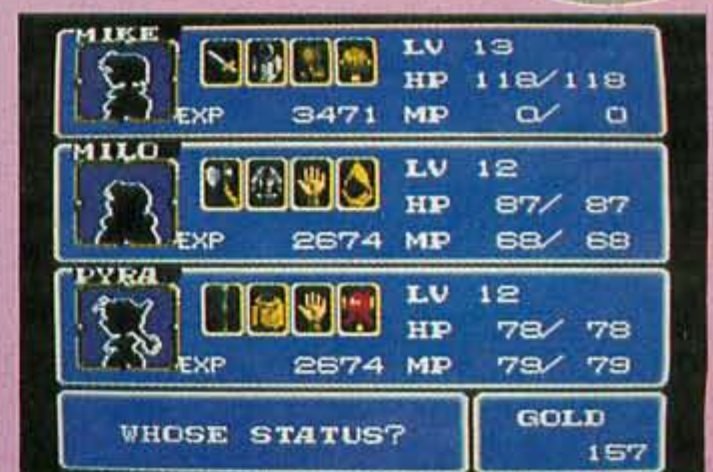 MIKE
LV 13
HP 118/118
EXP 3471 MP 0/ 0
MILO
LV 12
HP 87/ 87
EXP 2674 MP 68/ 68
PYRA
LV 12
HP 78/ 78
EXP 2674 MP 79/ 79
WHOSE STATUS?
GOLD
157